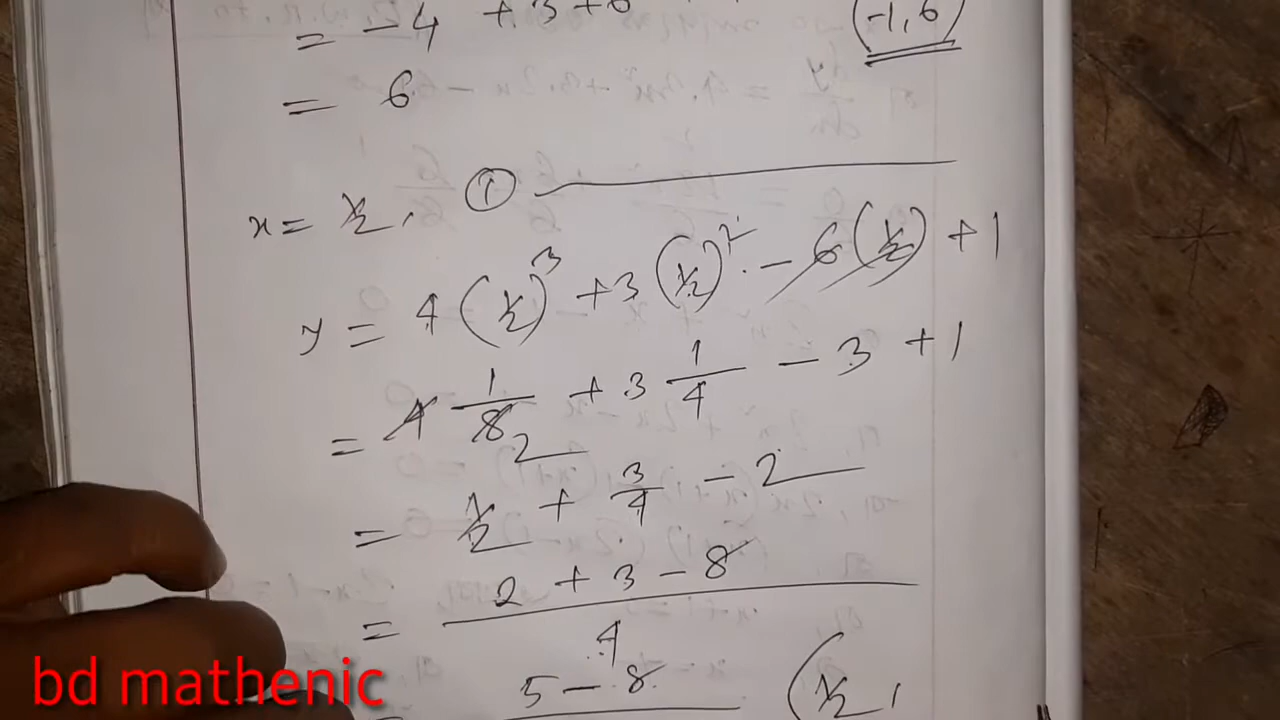 = -4 +3+6
(-1,6)
= 6
x = 1/2, ①
y = 4(1/2)^3 + 3(1/2)^2 - 6(1/2) + 1
= 4 1/8 2 + 3 1/4 - 3 + 1
= 1/2 + 3/4 - 2
= 2 + 3 - 8 / 4
5 - 8
(1/2,
bd mathenic